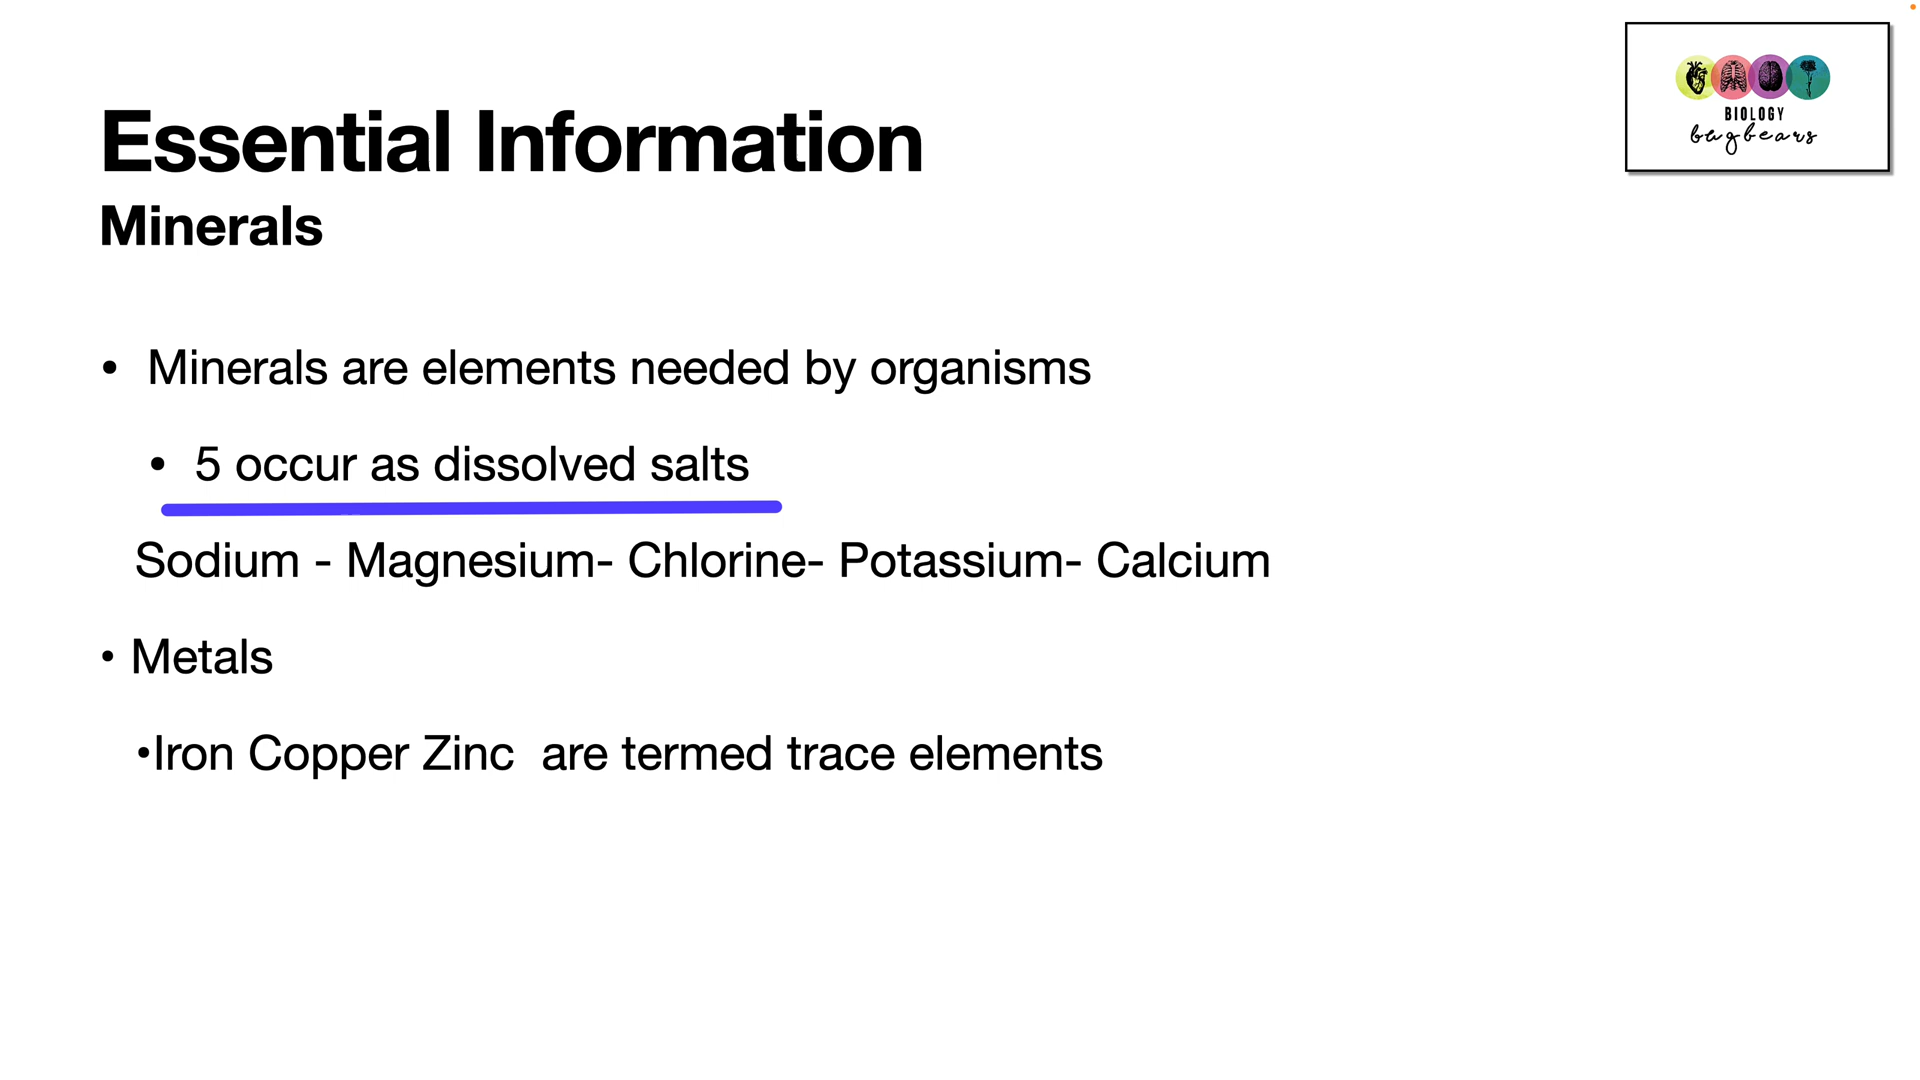 BIOLOGY
bugbears
Essential Information
Minerals
• Minerals are elements needed by organisms
• 5 occur as dissolved salts
Sodium - Magnesium- Chlorine- Potassium- Calcium
• Metals
•Iron Copper Zinc  are termed trace elements